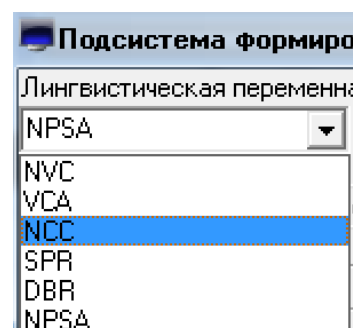 Подсистема формиро
Лингвистическая переменна
NPSA
NVC
VCA
NCC
SPR
DBR
NPSA